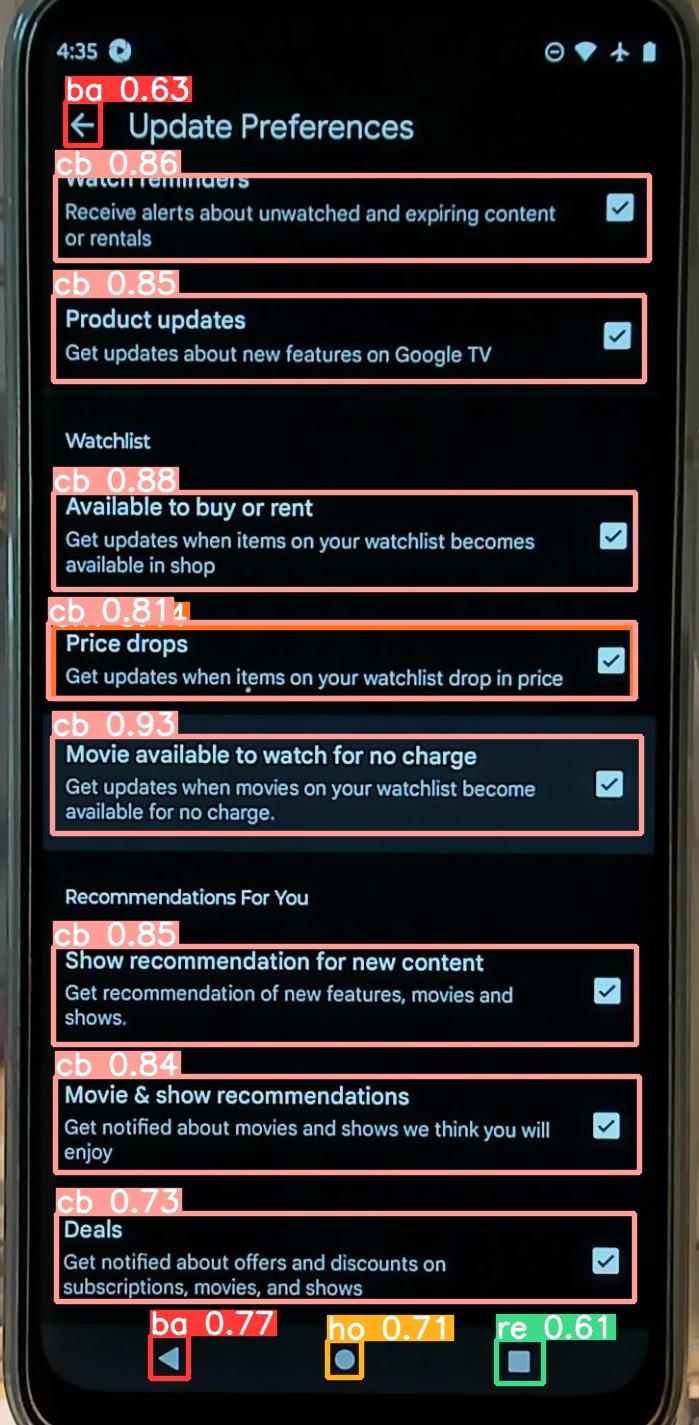 4:35
ba 0.63
Update Preferences
cb 0.86
Watch reminders
Receive alerts about unwatched and expiring content
or rentals
cb 0.85
Product updates
Get updates about new features on Google TV
Watchlist
cb 0.88
Available to buy or rent
Get updates when items on your watchlist becomes
available in shop
cb 0.81
Price drops
Get updates when items on your watchlist drop in price
cb 0.93
Movie available to watch for no charge
Get updates when movies on your watchlist become
available for no charge.
Recommendations For You
cb 0.85
Show recommendation for new content
Get recommendation of new features, movies and
shows.
cb 0.84
Movie & show recommendations
Get notified about movies and shows we think you will
enjoy
cb 0.73
Deals
Get notified about offers and discounts on
subscriptions, movies, and shows
ba 0.77
ho 0.71
re 0.61